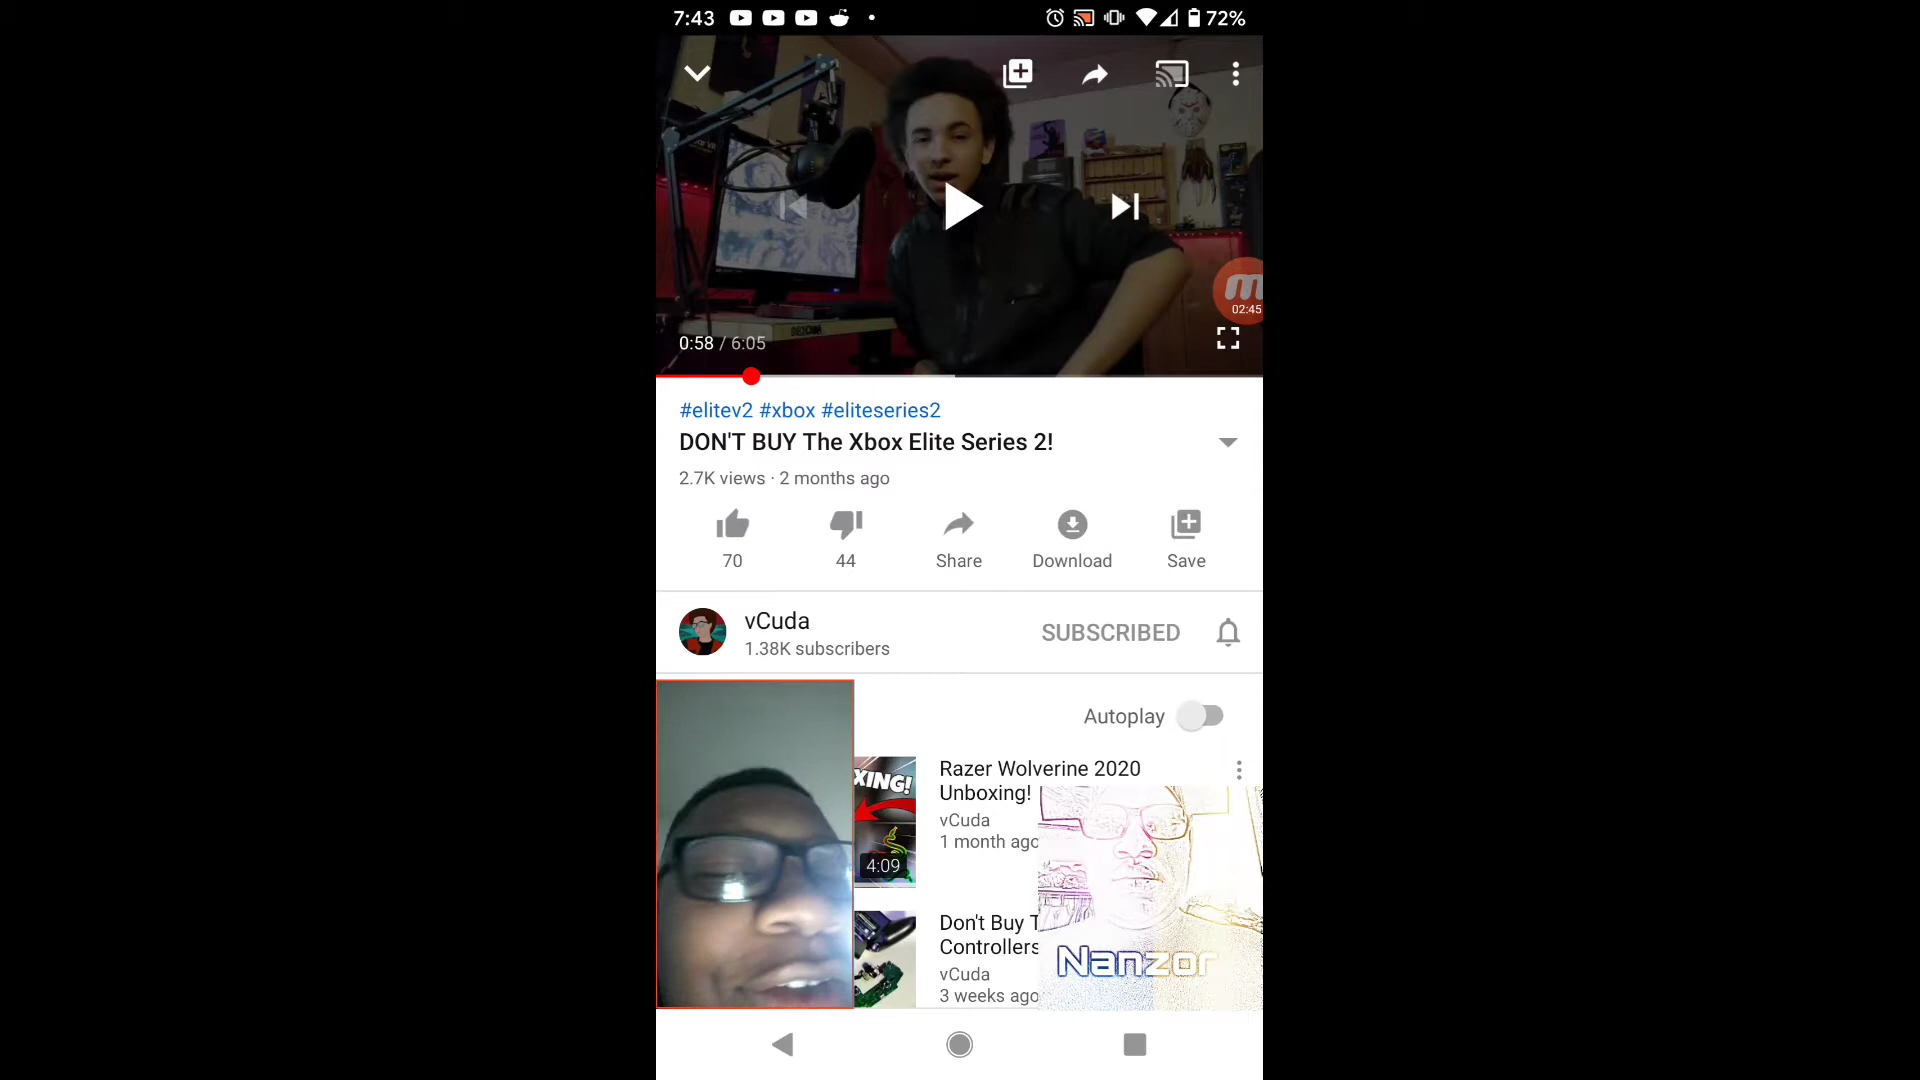 7:43
72%
02:45
0:58 / 6:05
#elitev2 #xbox #eliteseries2
DON'T BUY The Xbox Elite Series 2!
2.7K views · 2 months ago
70
44
Share
Download
Save
vCuda
1.38K subscribers
SUBSCRIBED
Autoplay
XING!
4:09
Razer Wolverine 2020
Unboxing!
vCuda
1 month ago
Don't Buy T
Controllers
vCuda
3 weeks ago
Nanzor